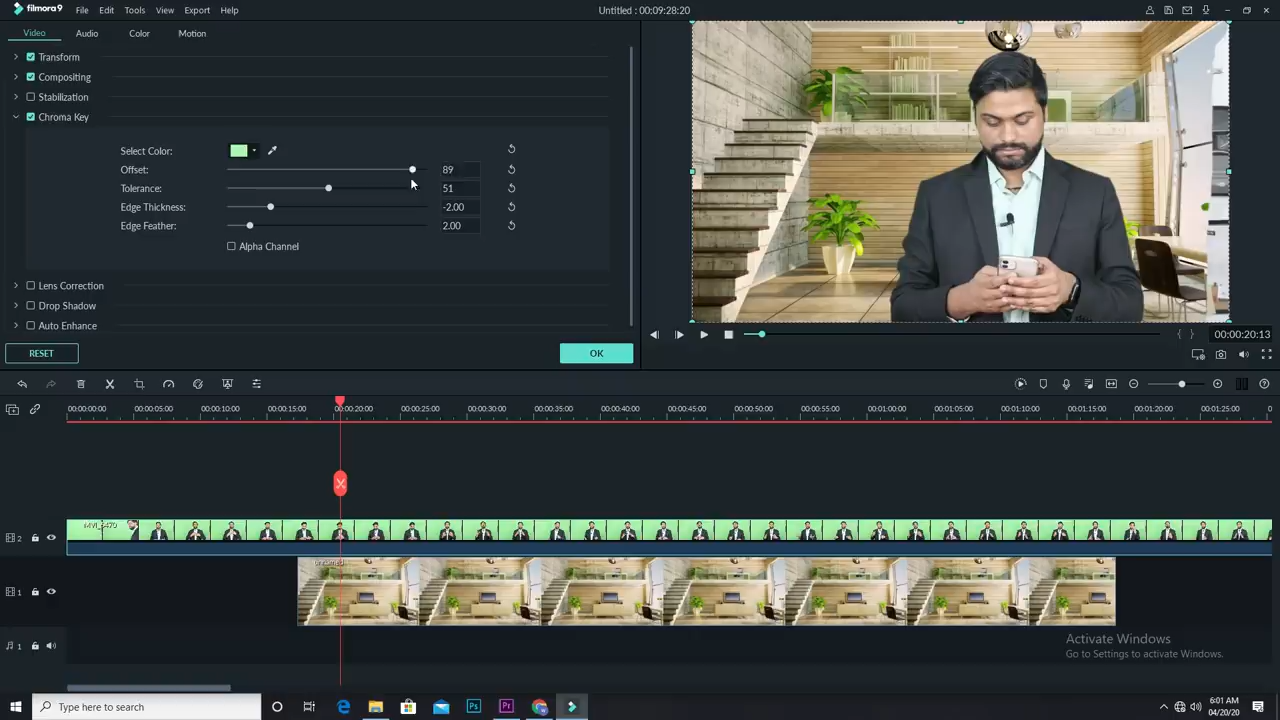 filmora9 File Edit Tools View Export Help Untitled : 00:09:28:20
Video Audio Color Motion
Transform
Compositing
Stabilization
Chroma Key
Select Color:
Offset: 89
Tolerance: 51
Edge Thickness: -2.00
Edge Feather: 2.00
Alpha Channel
Lens Correction
Drop Shadow
Auto Enhance
RESET OK
{ } 00:00:20:13
00:00:00:00 00:00:05:00 00:00:10:00 00:00:15:00 00:00:20:00 00:00:25:00 00:00:30:00 00:00:35:00 00:00:40:00 00:00:45:00 00:00:50:00 00:00:55:00 00:01:00:00 00:01:05:00 00:01:10:00 00:01:15:00 00:01:20:00 00:01:25:00 0
2
1
1
Activate Windows
Go to Settings to activate Windows.
Type here to search
Ps
Pr
6:01 AM
04/20/20